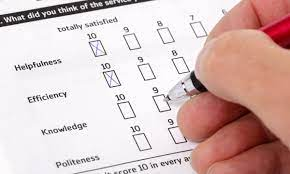 . What did you think of the service
totally satisfied
10 9 8 7
Helpfulness
10 9 8 7
Efficiency
10 9 8
Knowledge
10 9
Politeness
score 10 in every